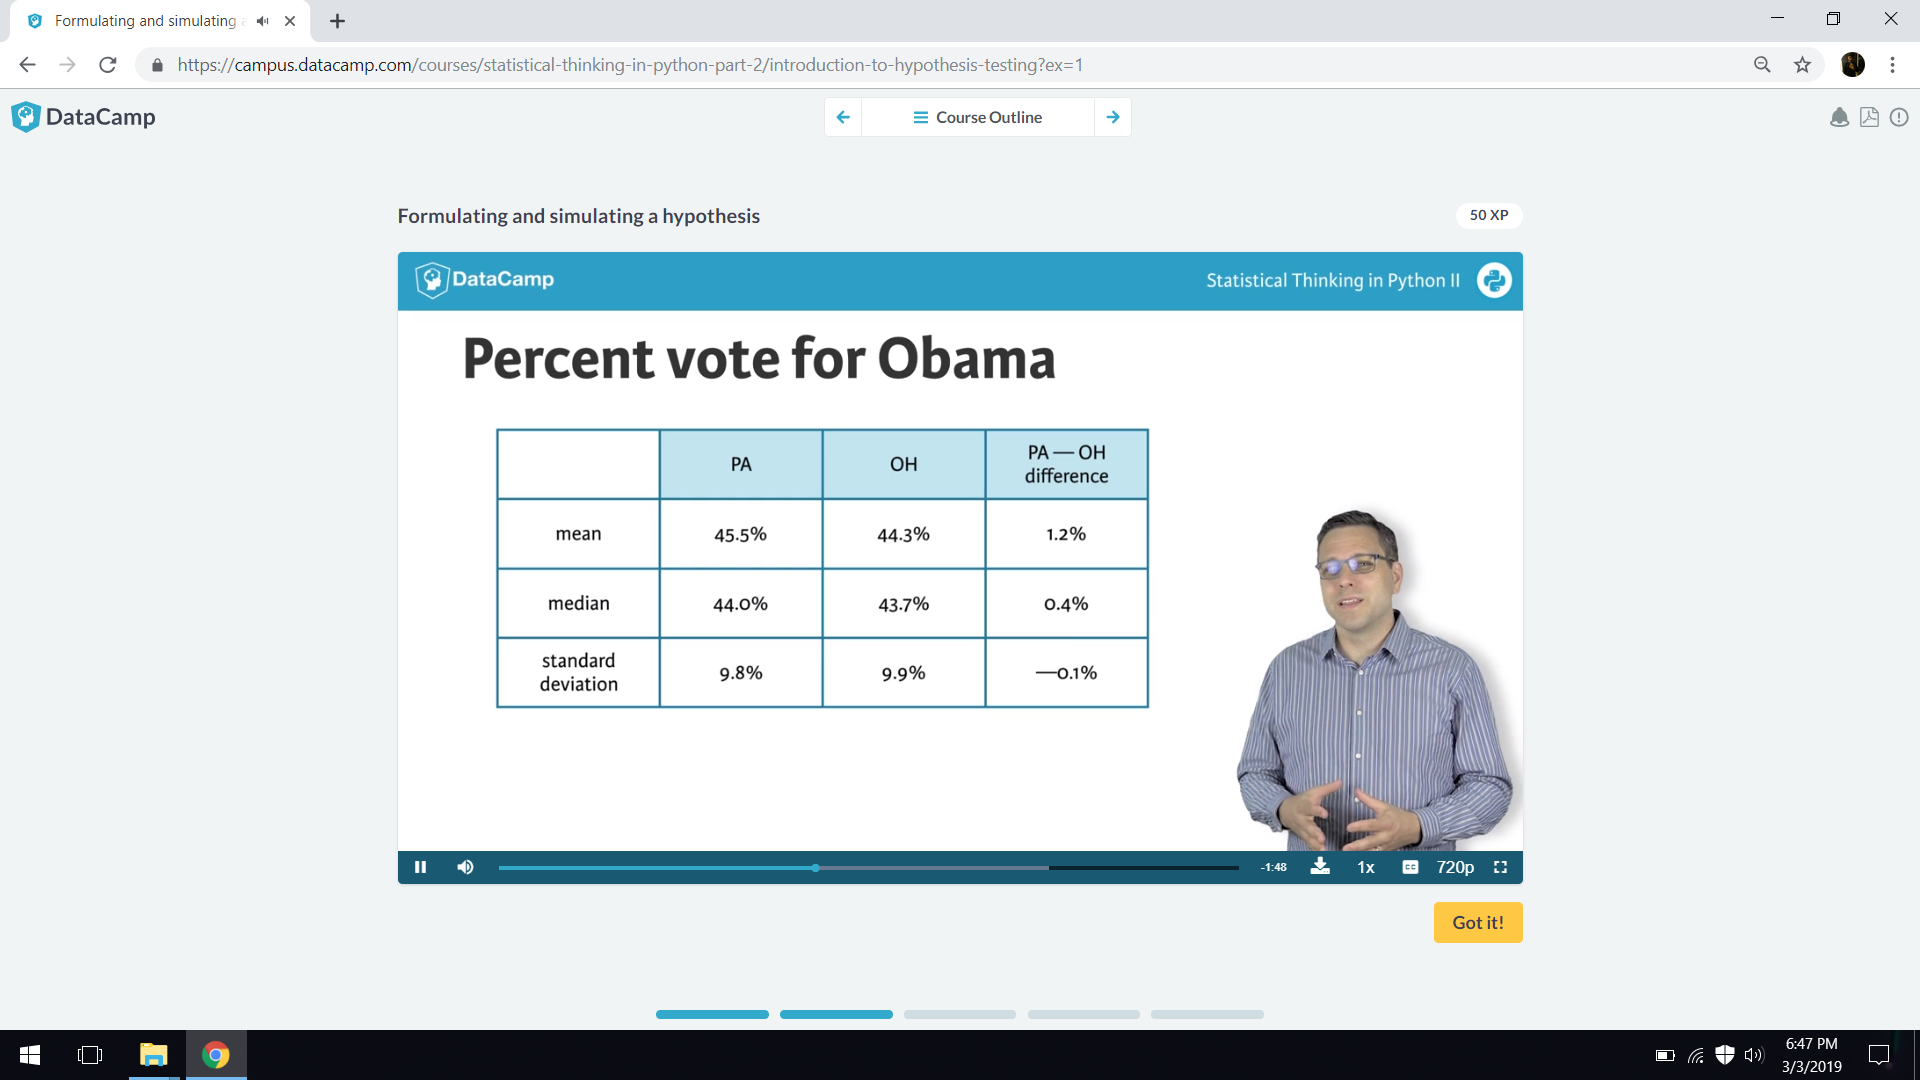 Formulating and simulating a
https://campus.datacamp.com/courses/statistical-thinking-in-python-part-2/introduction-to-hypothesis-testing?ex=1
DataCamp
Course Outline
Formulating and simulating a hypothesis
50 XP
DataCamp
Statistical Thinking in Python II
Percent vote for Obama
PA
OH
PA — OH
difference
mean
45.5%
44.3%
1.2%
median
44.0%
43.7%
0.4%
standard
deviation
9.8%
9.9%
—0.1%
-1:48
1x
CC
720p
Got it!
6:47 PM
3/3/2019